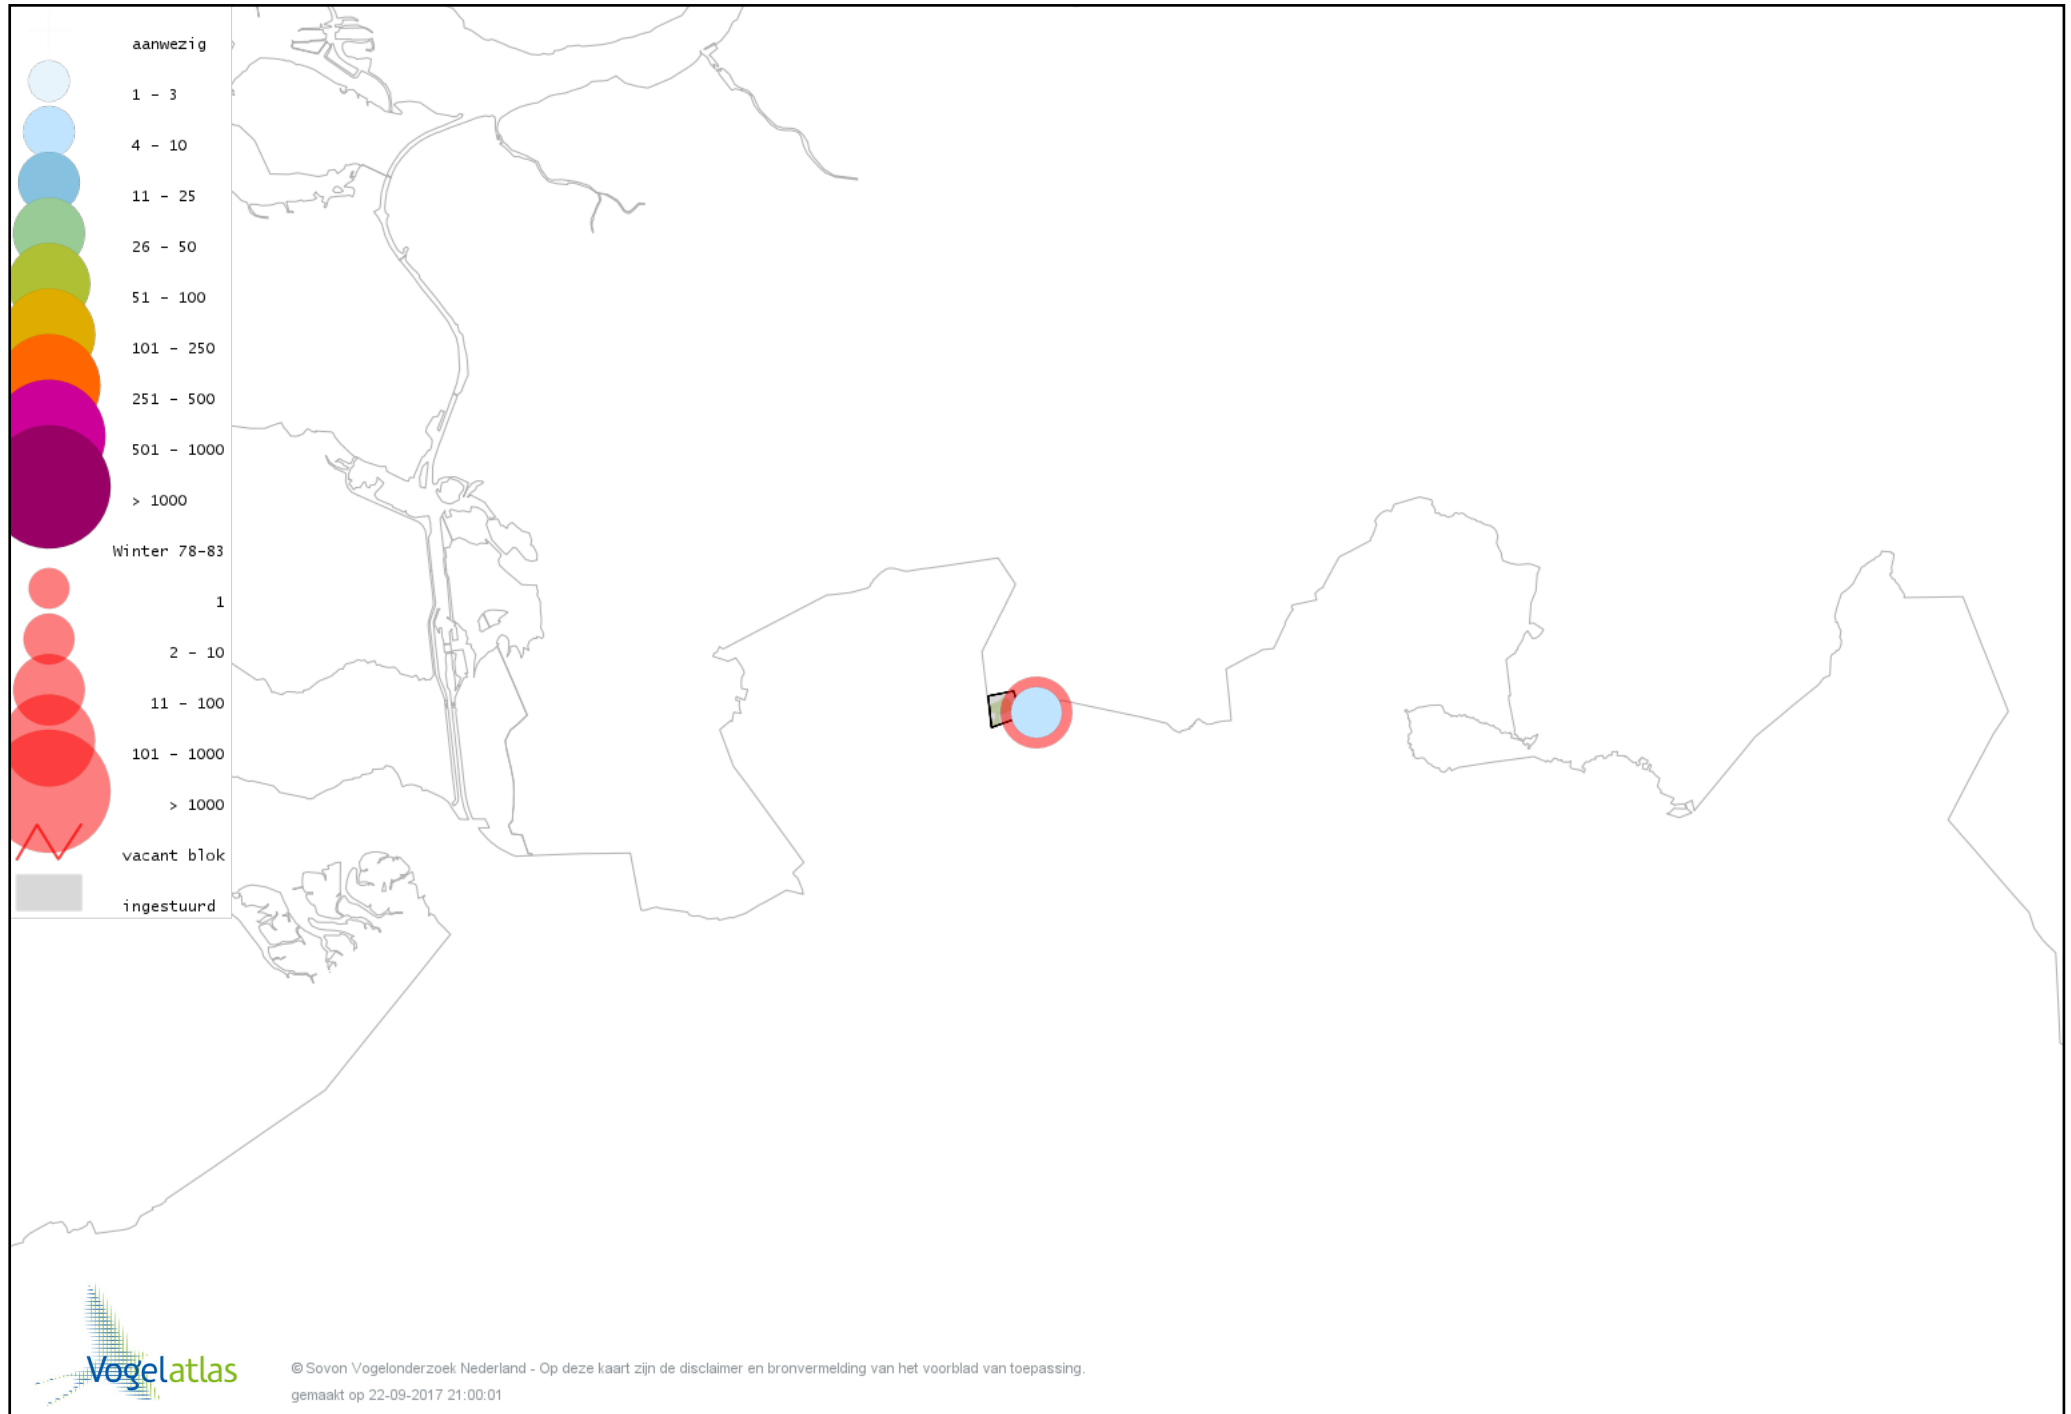 aanwezig
1 - 3
4 - 10
11 - 25
26 - 50
51 - 100
101 - 250
251 - 500
501 - 1000
> 1000
Winter 78-83
1
2 - 10
11 - 100
101 - 1000
> 1000
vacant blok
ingestuurd
Vogelatlas
© Sovon Vogelonderzoek Nederland - Op deze kaart zijn de disclaimer en bronvermelding van het voorblad van toepassing.
gemaakt op 22-09-2017 21:00:01